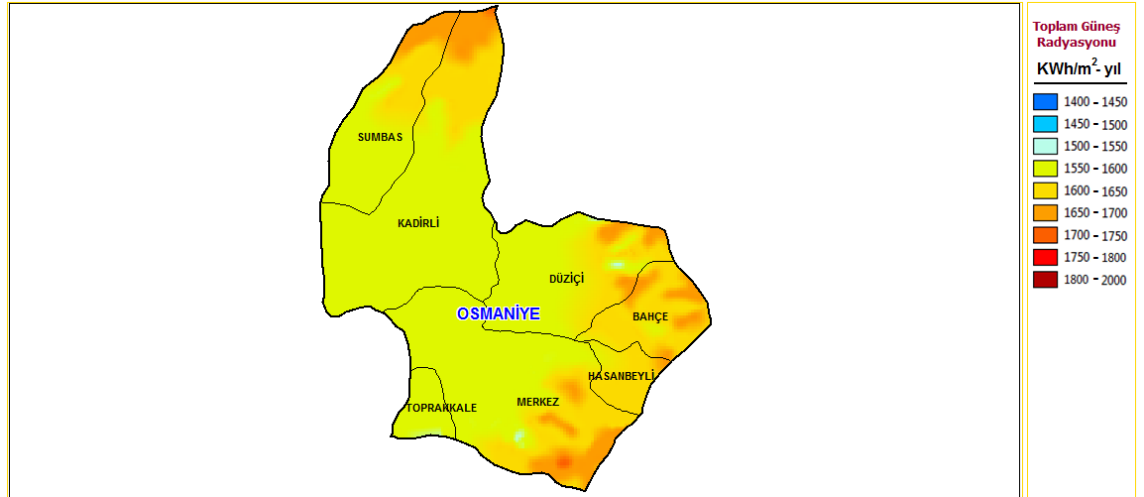 Toplam Güneş
Radyasyonu
KWh/m²- yıl
1400 - 1450
1450 - 1500
1500 - 1550
1550 - 1600
1600 - 1650
1650 - 1700
1700 - 1750
1750 - 1800
1800 - 2000
SUMBAS
KADİRLİ
DÜZİÇİ
OSMANİYE
BAHÇE
HASANBEYLİ
MERKEZ
TOPRAKKALE